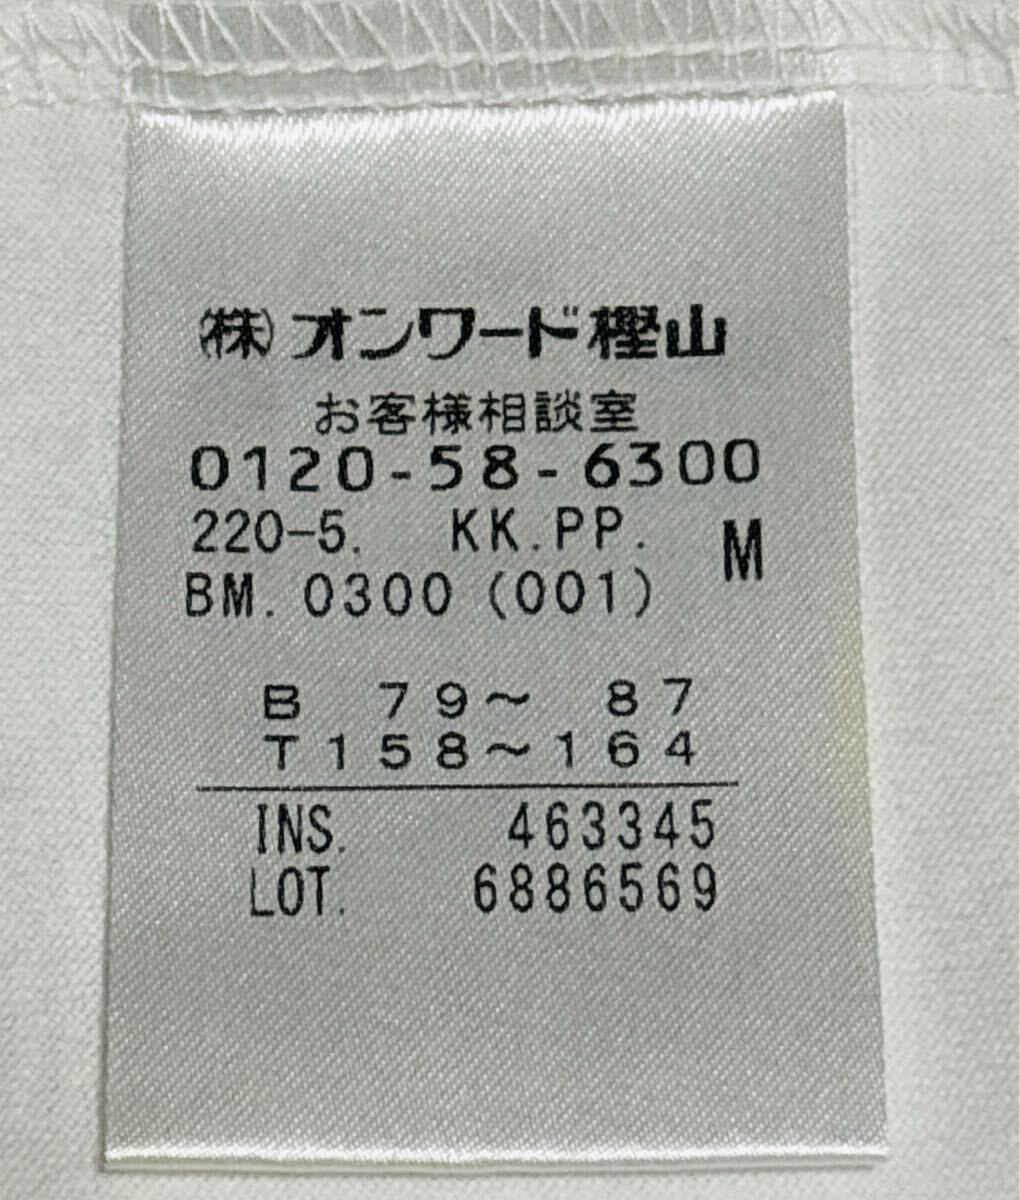 (株)オンワード樫山
お客様相談室
0120-58-6300
220-5. KK.PP. M
BM. 0300 (001)
B 79〜 87
T158〜164
INS. 463345
LOT. 6886569